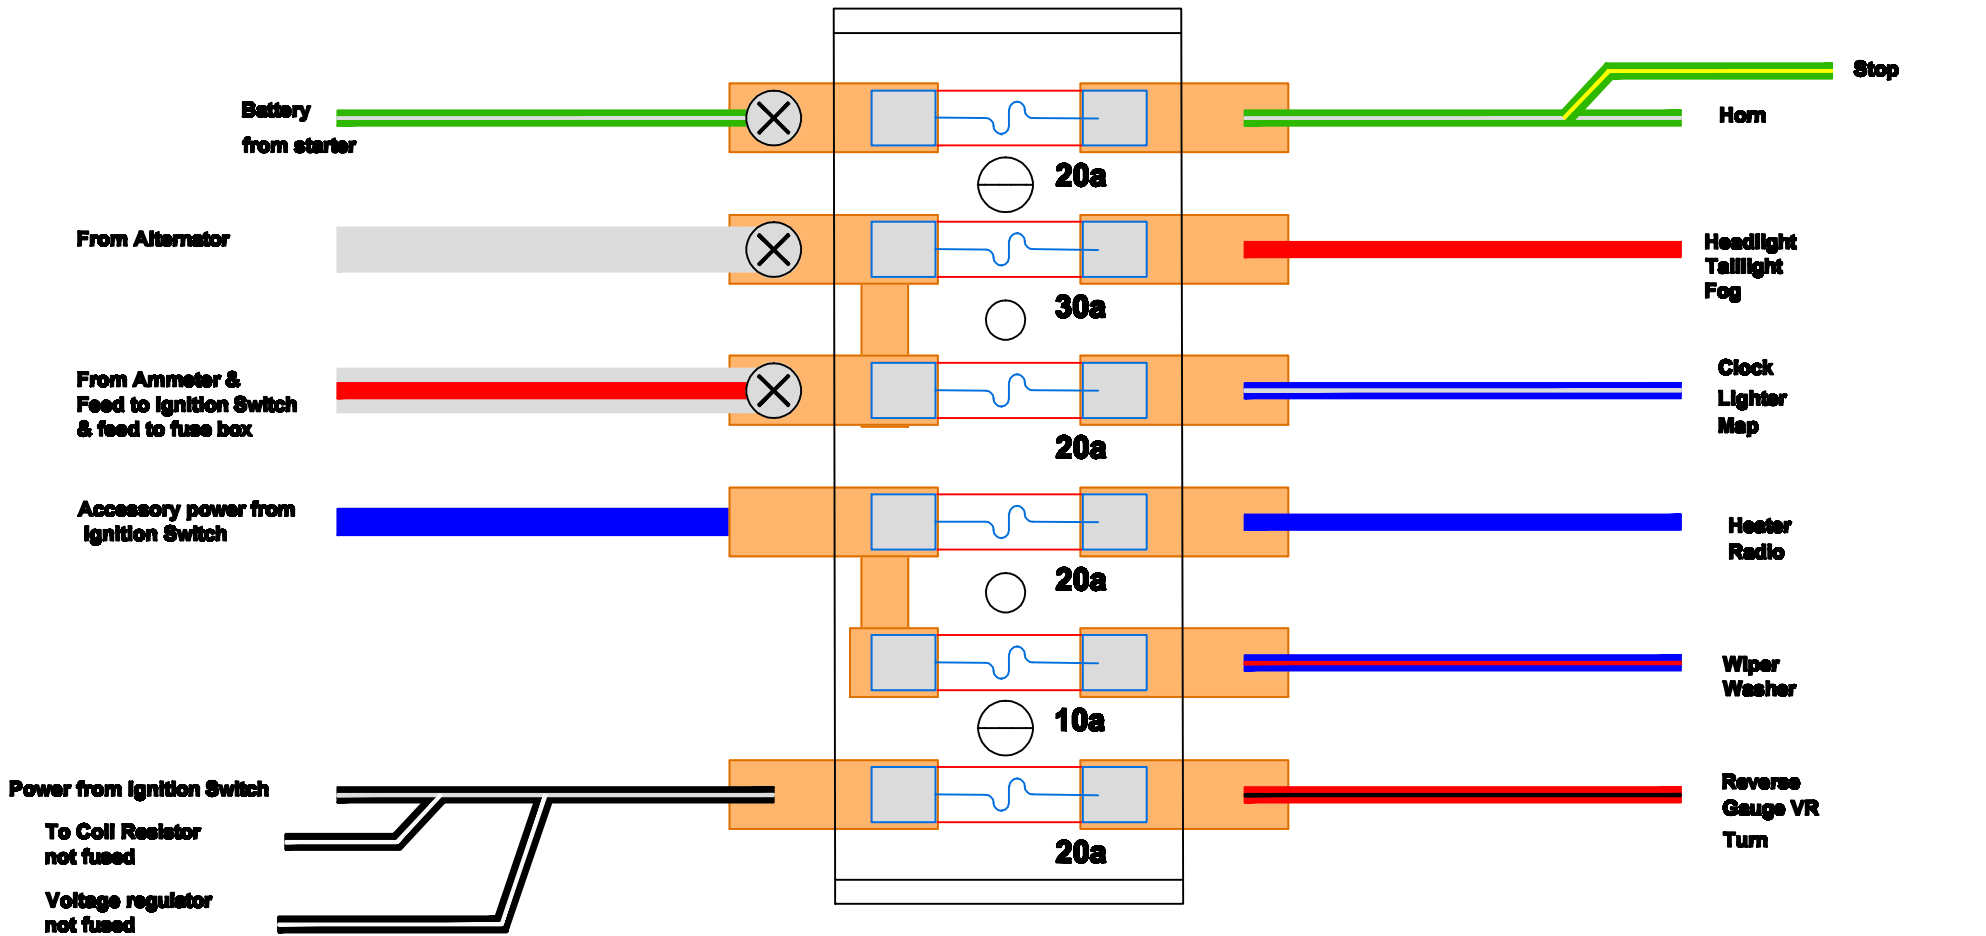 Battery
from starter
Stop
Horn
20a
From Alternator
Headlight
Taillight
Fog
30a
From Ammeter &
Feed to Ignition Switch
& feed to fuse box
Clock
Lighter
Map
20a
Accessory power from
Ignition Switch
Heater
Radio
20a
Wiper
Washer
10a
Power from Ignition Switch
To Coil Resistor
not fused
Voltage regulator
not fused
Reverse
Gauge VR
Turn
20a